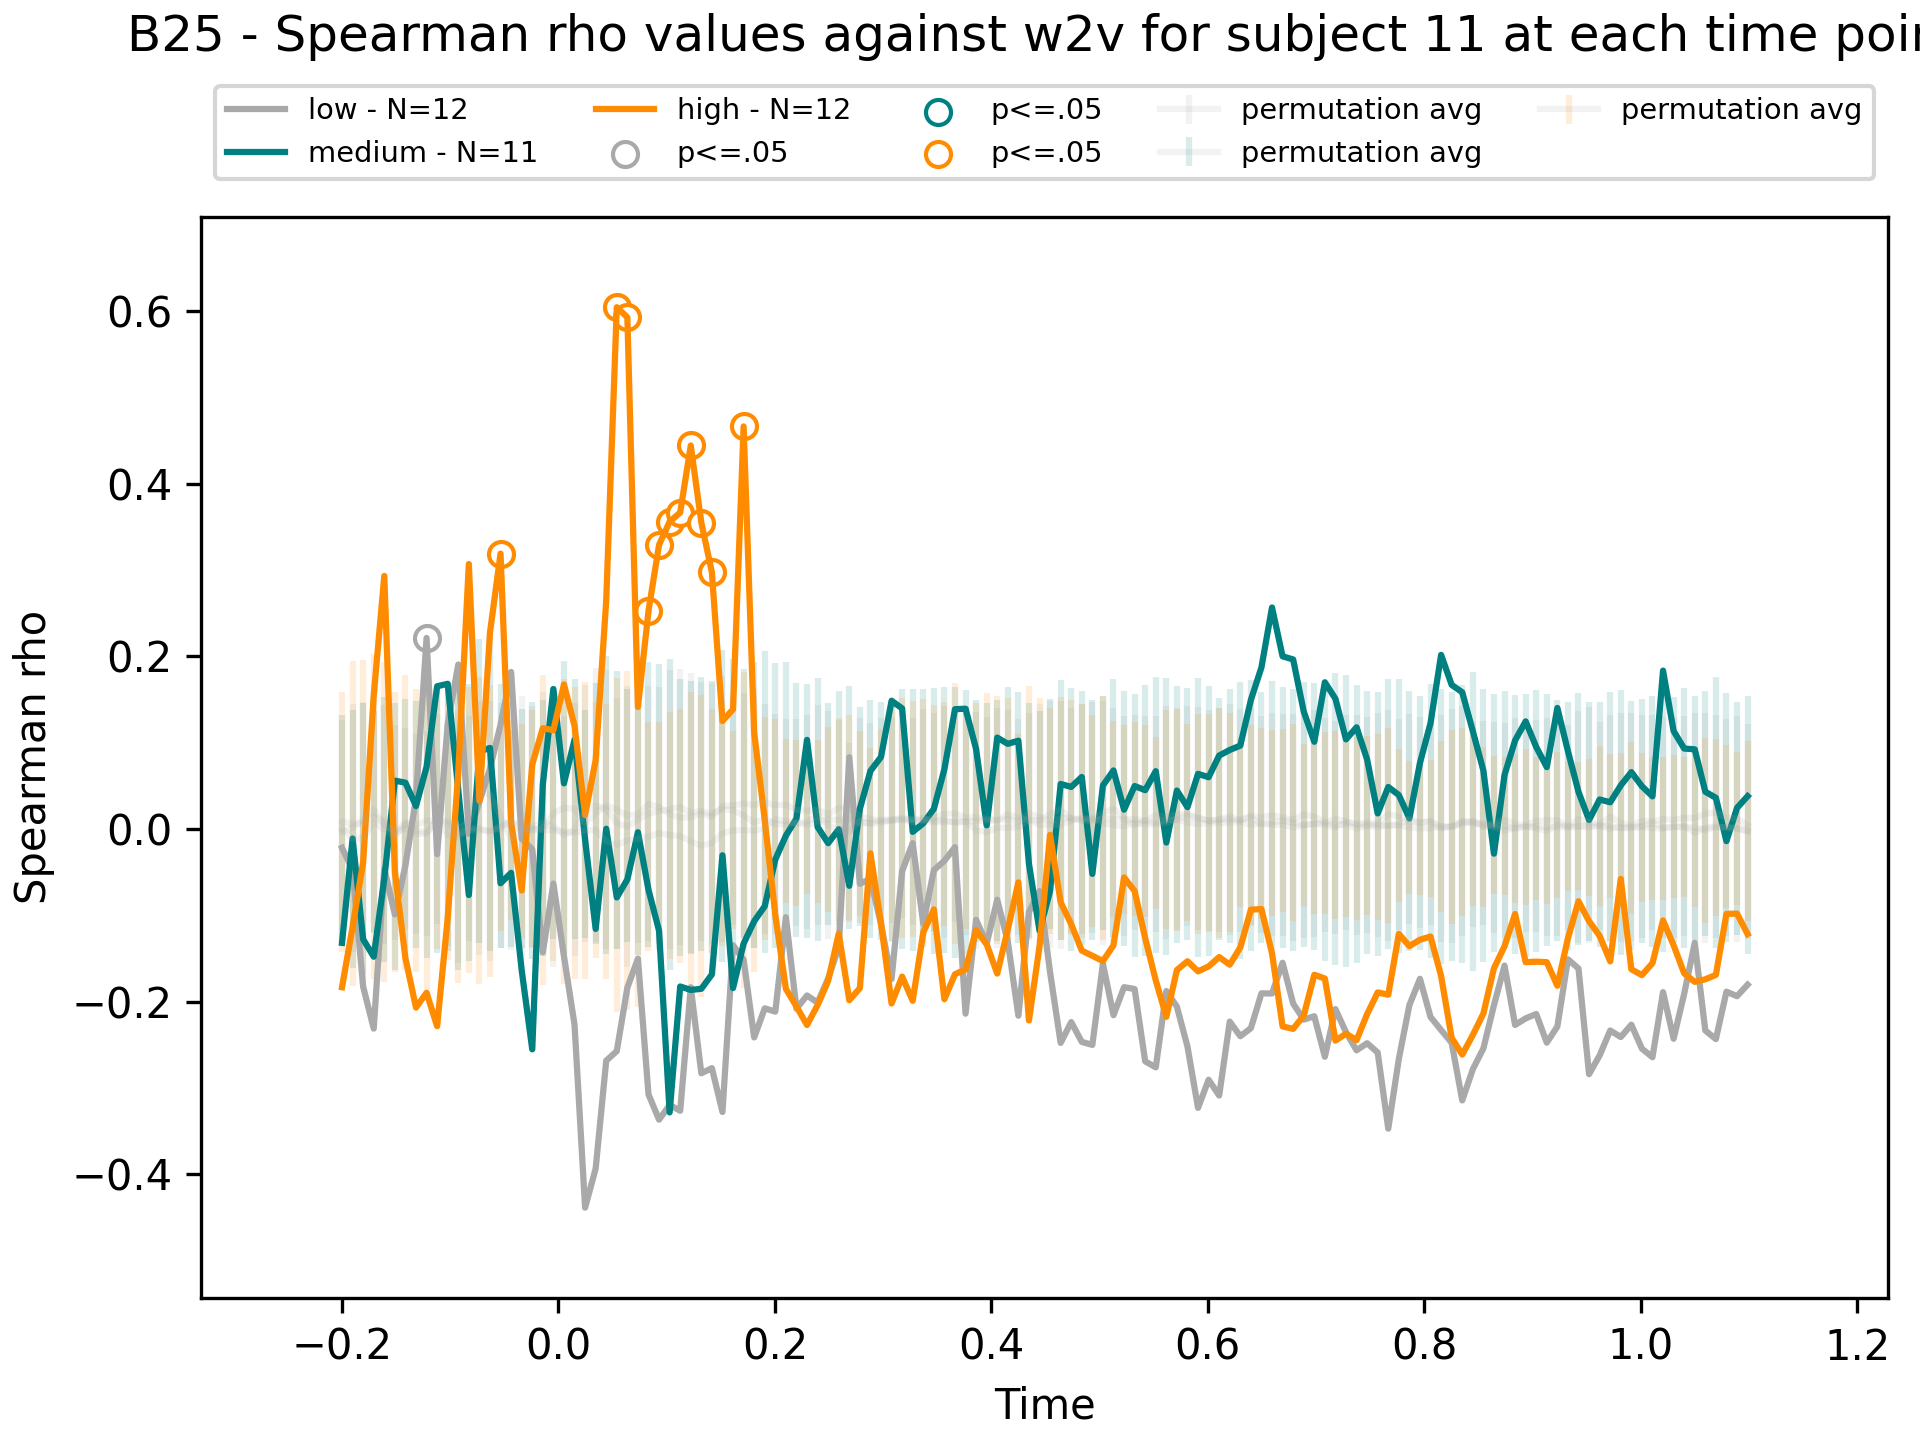 B25 - Spearman rho values against w2v for subject 11 at each time poi
low - N=12
medium - N=11
high - N=12
p<=.05
p<=.05
p<=.05
permutation avg
permutation avg
permutation avg
Spearman rho
0.6
0.4
0.2
0.0
−0.2
−0.4
−0.2 0.0 0.2 0.4 0.6 0.8 1.0 1.2
Time